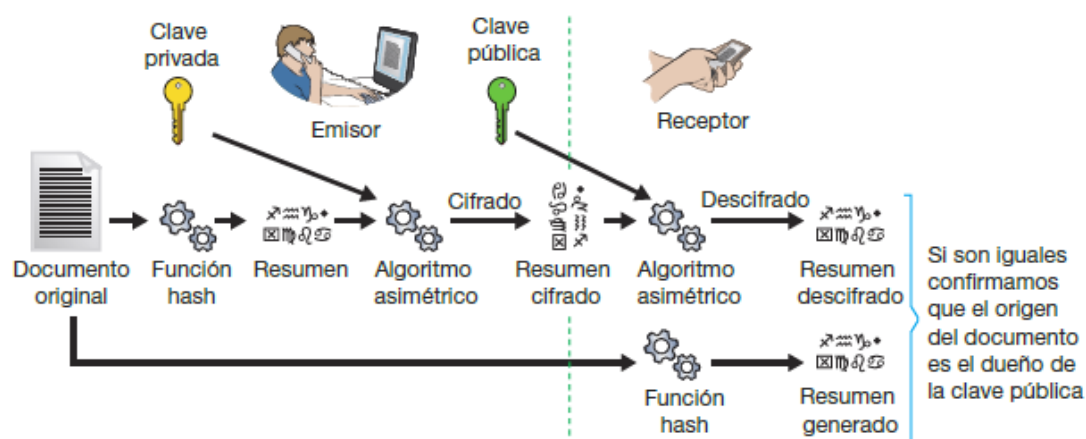 Clave
privada
Emisor
Clave
pública
Receptor
Cifrado
Descifrado
Documento
original
Función
hash
Resumen
Algoritmo
asimétrico
Resumen
cifrado
Algoritmo
asimétrico
Resumen
descifrado
Función
hash
Resumen
generado
Si son iguales
confirmamos
que el origen
del documento
es el dueño de
la clave pública